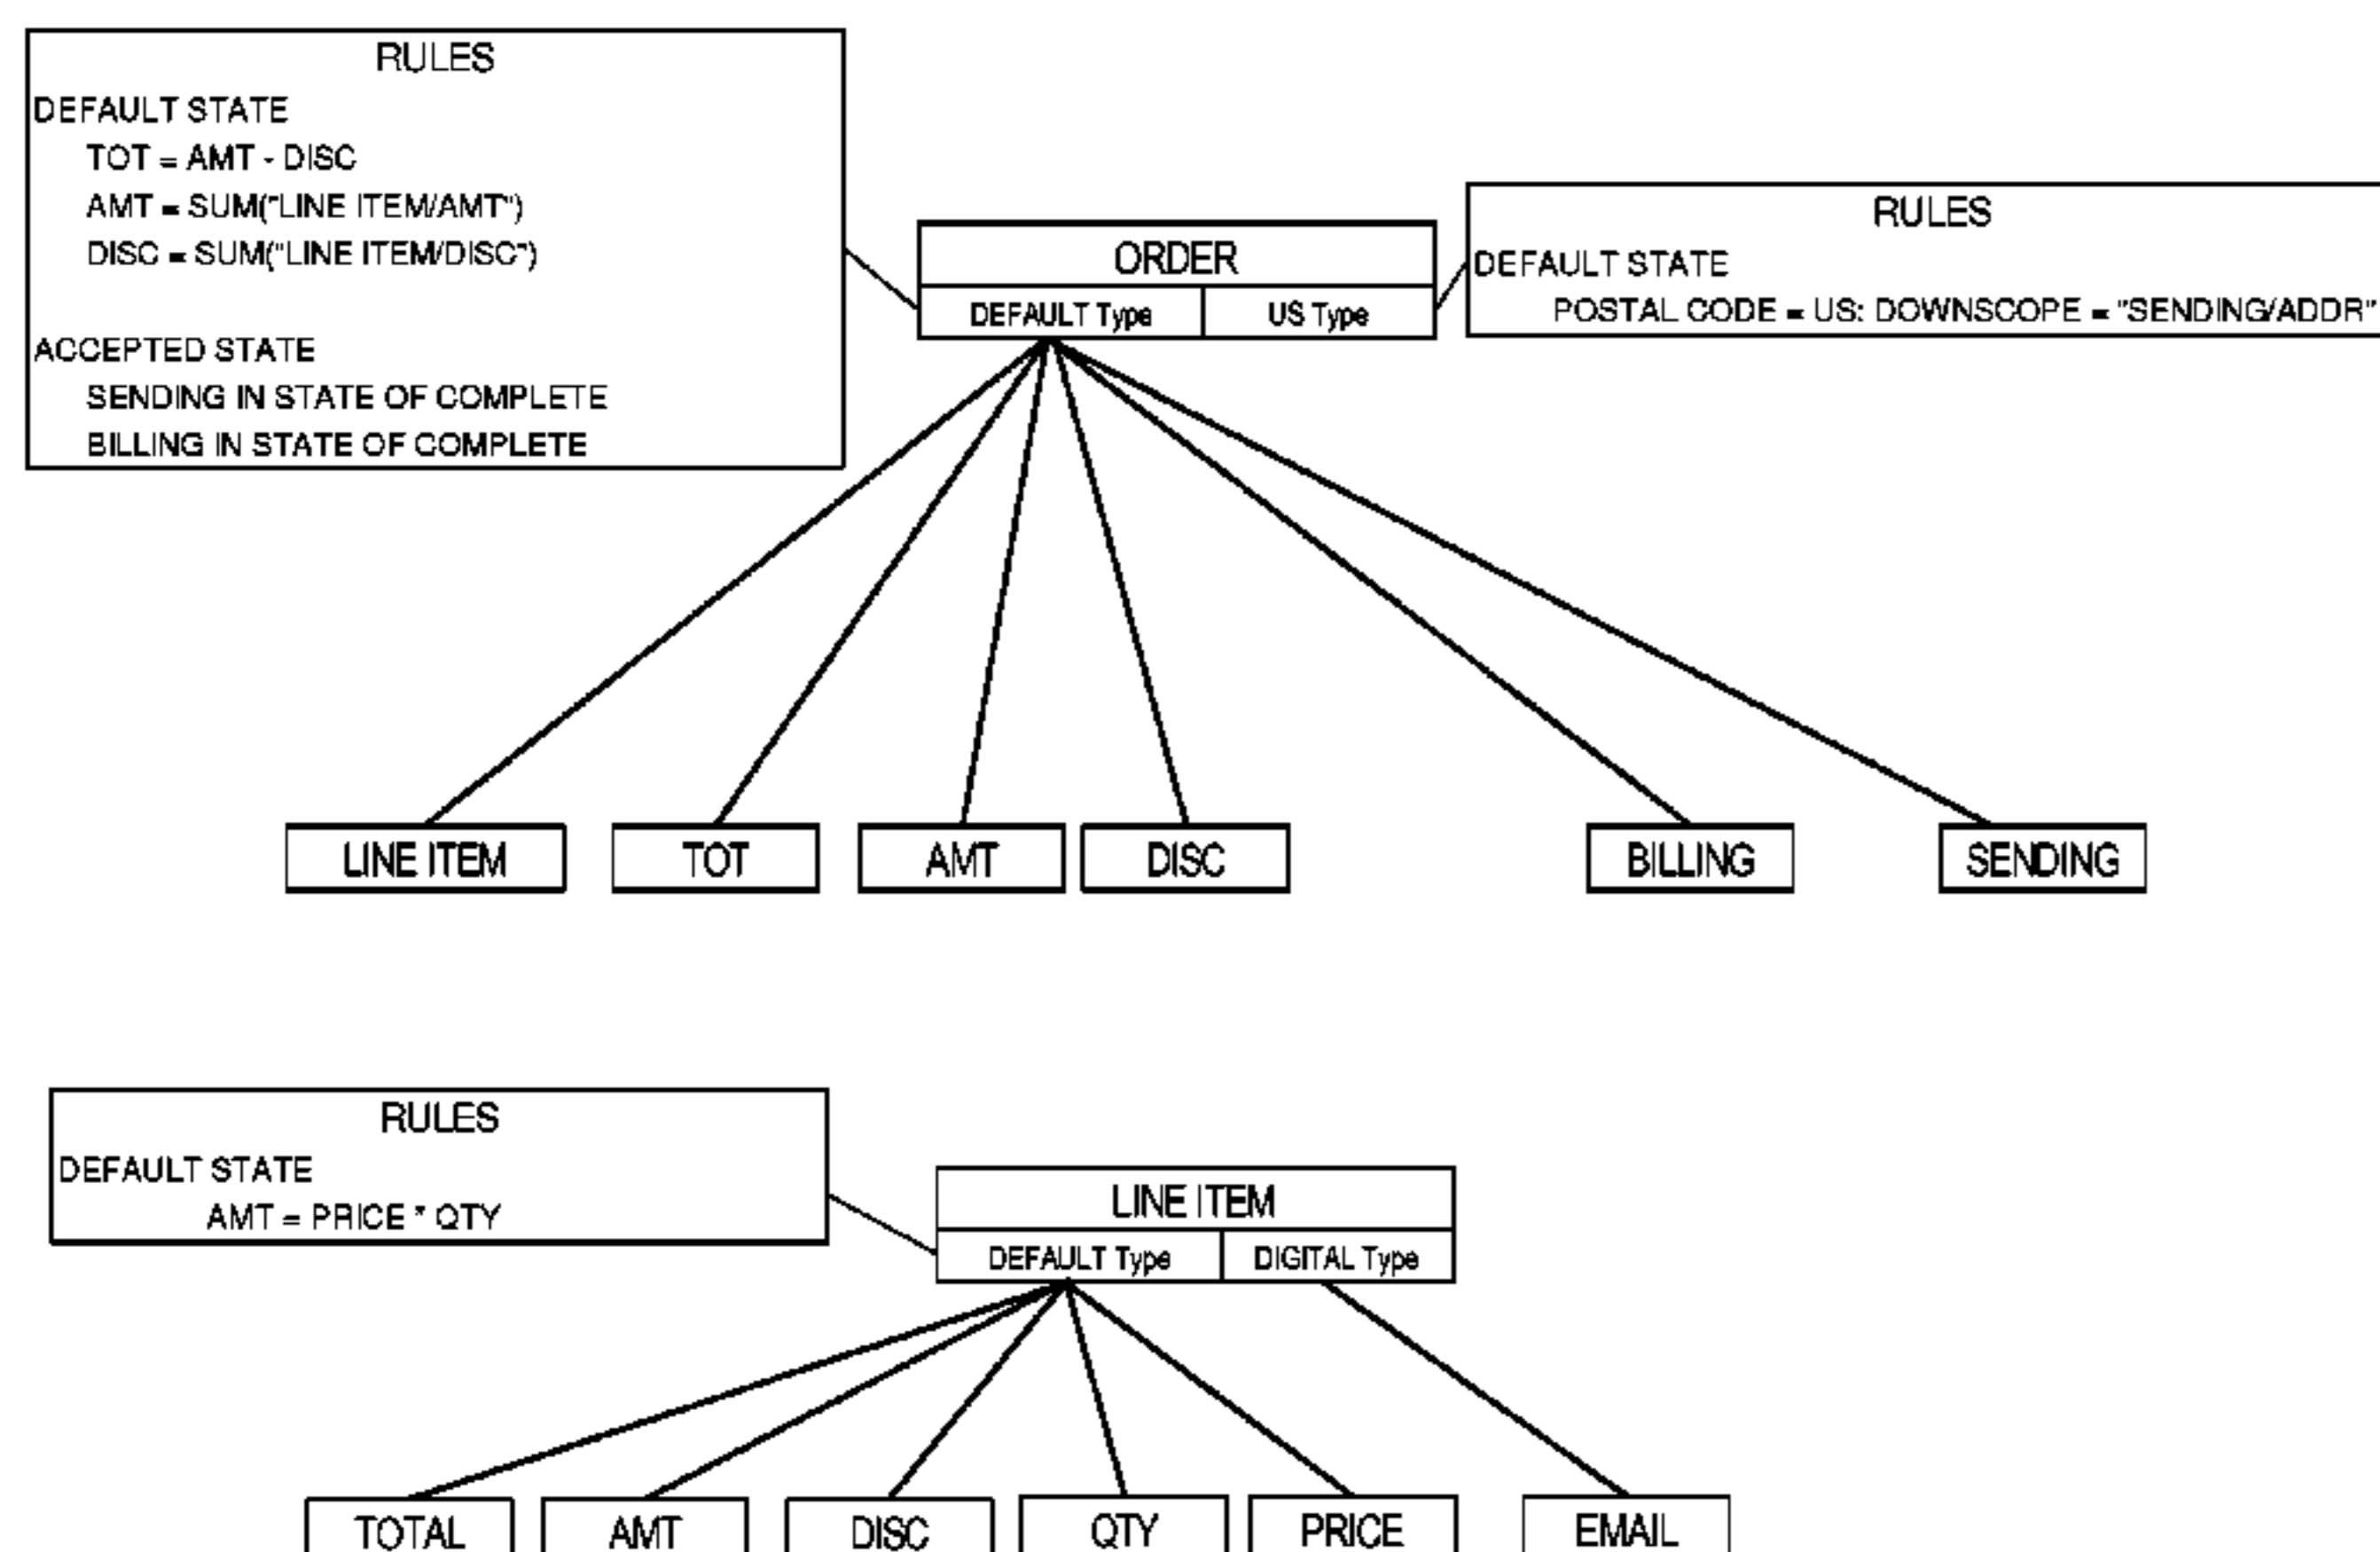 RULES
DEFAULT STATE
TOT = AMT - DISC
AMT = SUM("LINE ITEM/AMT")
DISC = SUM("LINE ITEM/DISC")
ACCEPTED STATE
SENDING IN STATE OF COMPLETE
BILLING IN STATE OF COMPLETE
ORDER
DEFAULT Type
US Type
RULES
DEFAULT STATE
POSTAL CODE = US: DOWNSCOPE = "SENDING/ADDR"
LINE ITEM
TOT
AMT
DISC
BILLING
SENDING
RULES
DEFAULT STATE
AMT = PRICE * QTY
LINE ITEM
DEFAULT Type
DIGITAL Type
TOTAL
AMT
DISC
QTY
PRICE
EMAIL